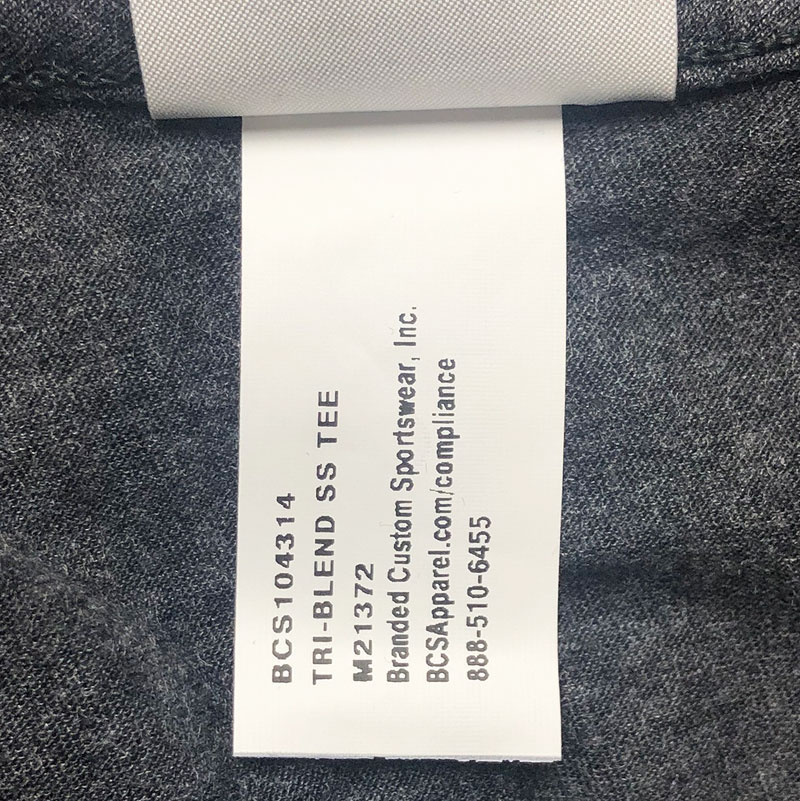 BCS104314
TRI-BLEND SS TEE
M21372
Branded Custom Sportswear, Inc.
BCSApparel.com/compliance
888-510-6455